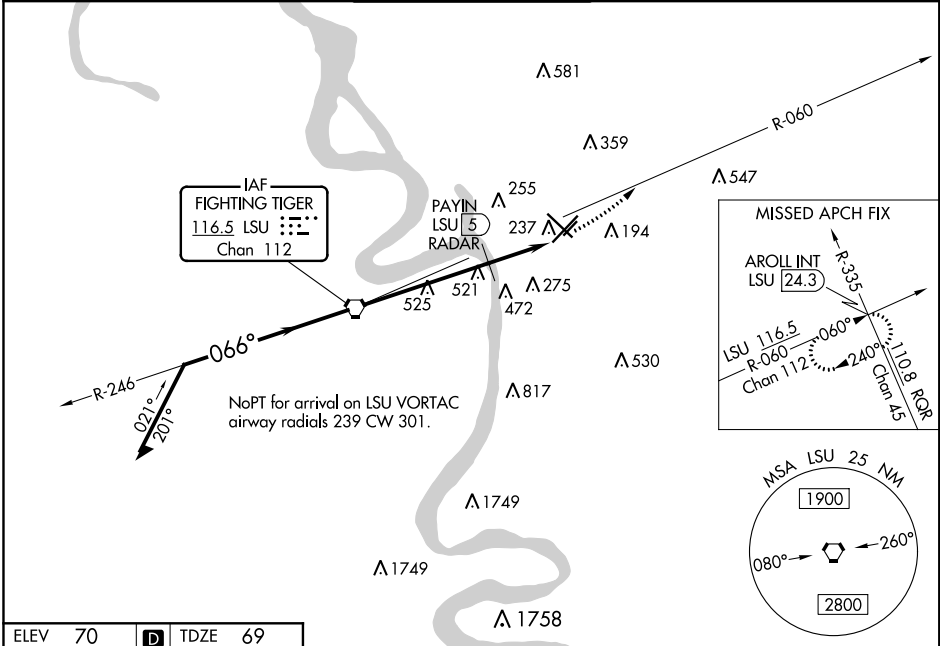 581
R-060
359
547
IAF
FIGHTING TIGER
116.5 LSU
Chan 112
PAYIN
LSU 5
RADAR
255
237
194
MISSED APCH FIX
AROLL INT
LSU 24.3
R-335
LSU 116.5
R-060
Chan 112
060°
240°
110.8 RQR
Chan 45
525
521
472
275
066°
R-246
021°
201°
530
817
NoPT for arrival on LSU VORTAC
airway radials 239 CW 301.
1749
1749
1758
MSA LSU 25 NM
1900
080°
260°
2800
ELEV 70 D TDZE 69